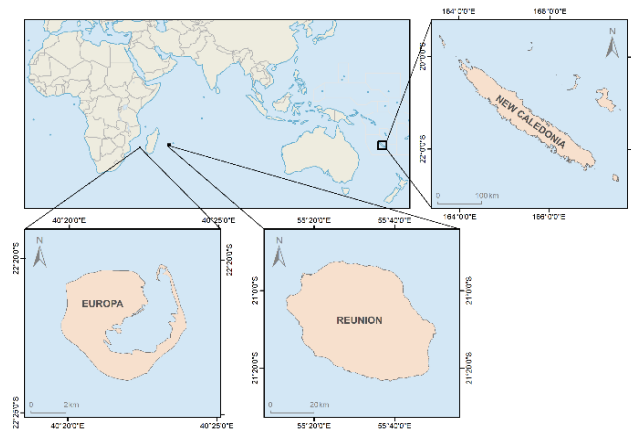 164°0'0"E 166°0'0"E
N
20°0'0"S
NEW CALEDONIA
22°0'0"S
0 100km
164°0'0"E 166°0'0"E
40°20'0"E 40°25'0"E
22°20'0"S
22°20'0"S
N
EUROPA
0 2km
22°25'0"S
40°20'0"E 40°25'0"E
55°20'0"E 55°40'0"E
N
21°0'0"S
21°0'0"S
REUNION
21°20'0"S
21°20'0"S
0 20km
55°20'0"E 55°40'0"E